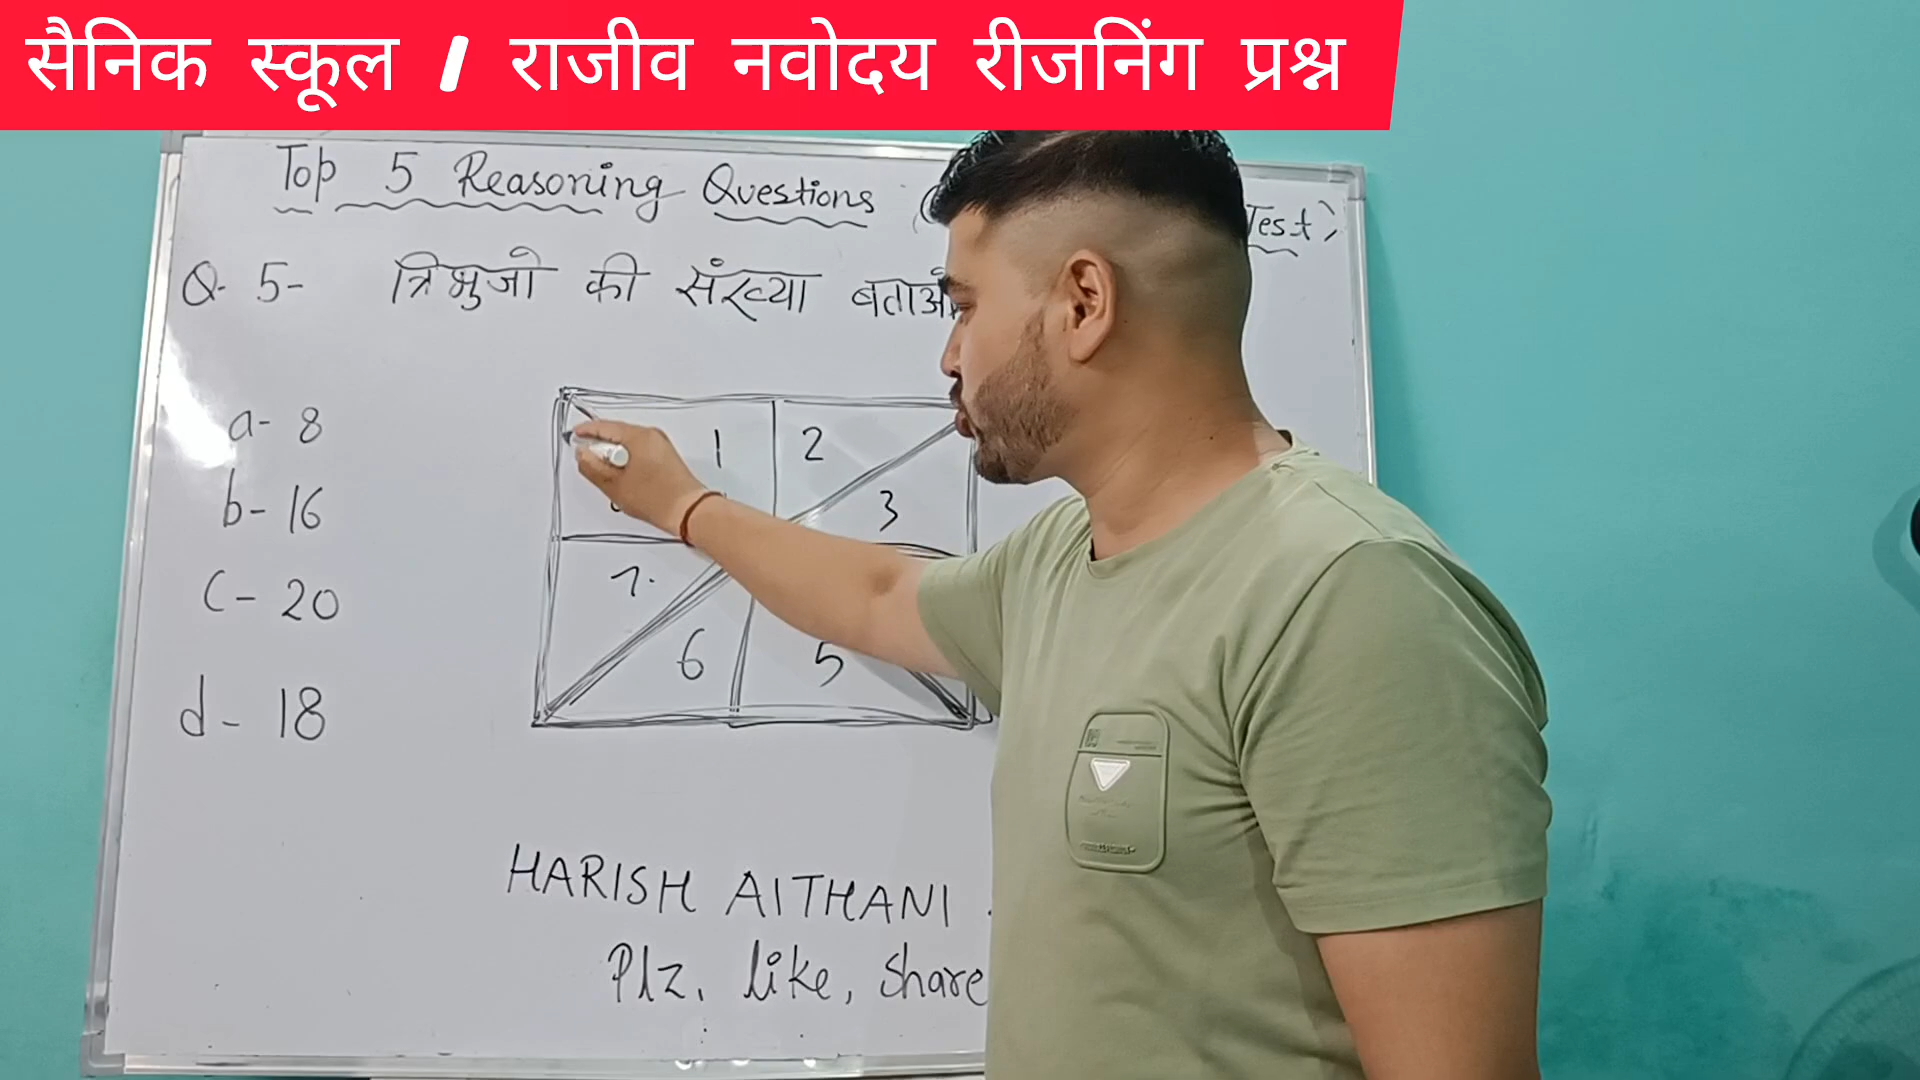 सैनिक स्कूल / राजीव नवोदय रीजनिंग प्रश्न
Top 5 Reasoning Questions ( Test)
Q. 5- त्रिभुजो की संख्या
a- 8
b- 16
c- 20
d- 18
1 2
3
7.
6 5
HARISH AITHANI
Plz, like, share